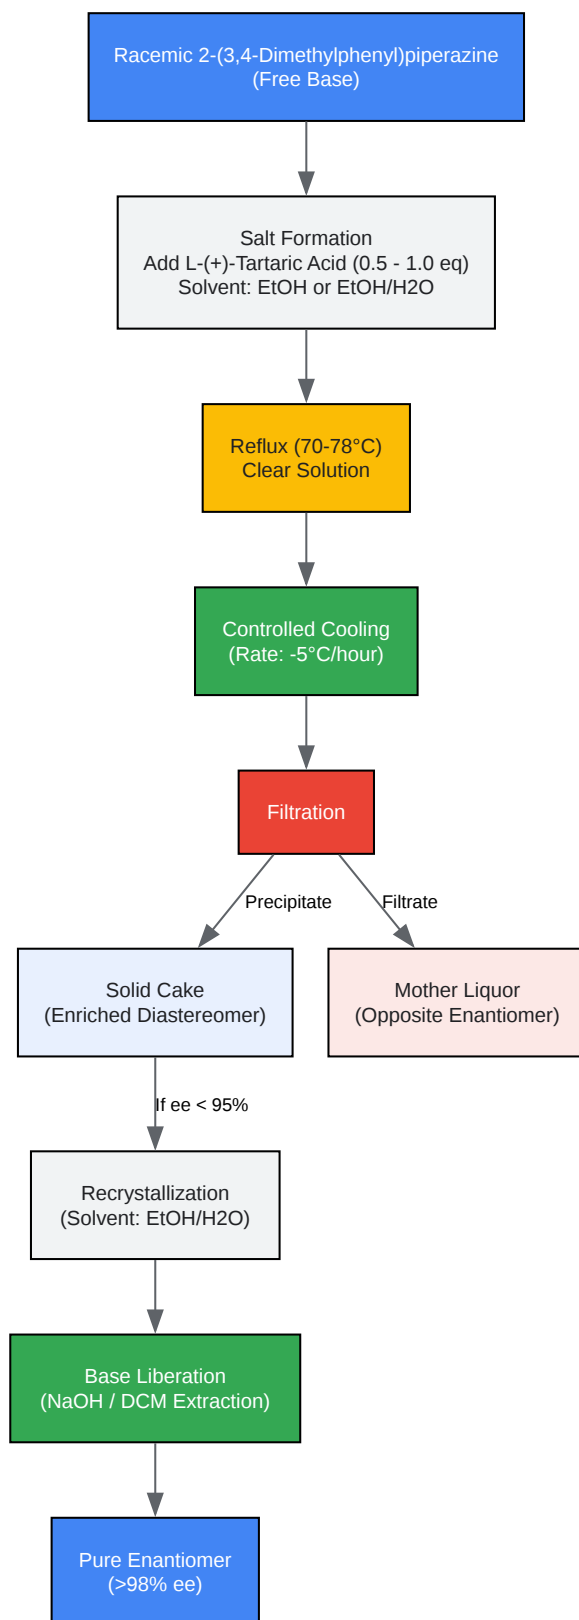 Racemic 2-(3,4-Dimethylphenyl)piperazine
(Free Base)
Salt Formation
Add L-(+)-Tartaric Acid (0.5 - 1.0 eq)
Solvent: EtOH or EtOH/H2O
Reflux (70-78°C)
Clear Solution
Controlled Cooling
(Rate: -5°C/hour)
Filtration
Precipitate
Filtrate
Solid Cake
(Enriched Diastereomer)
Mother Liquor
(Opposite Enantiomer)
If ee < 95%
Recrystallization
(Solvent: EtOH/H2O)
Base Liberation
(NaOH / DCM Extraction)
Pure Enantiomer
(>98% ee)